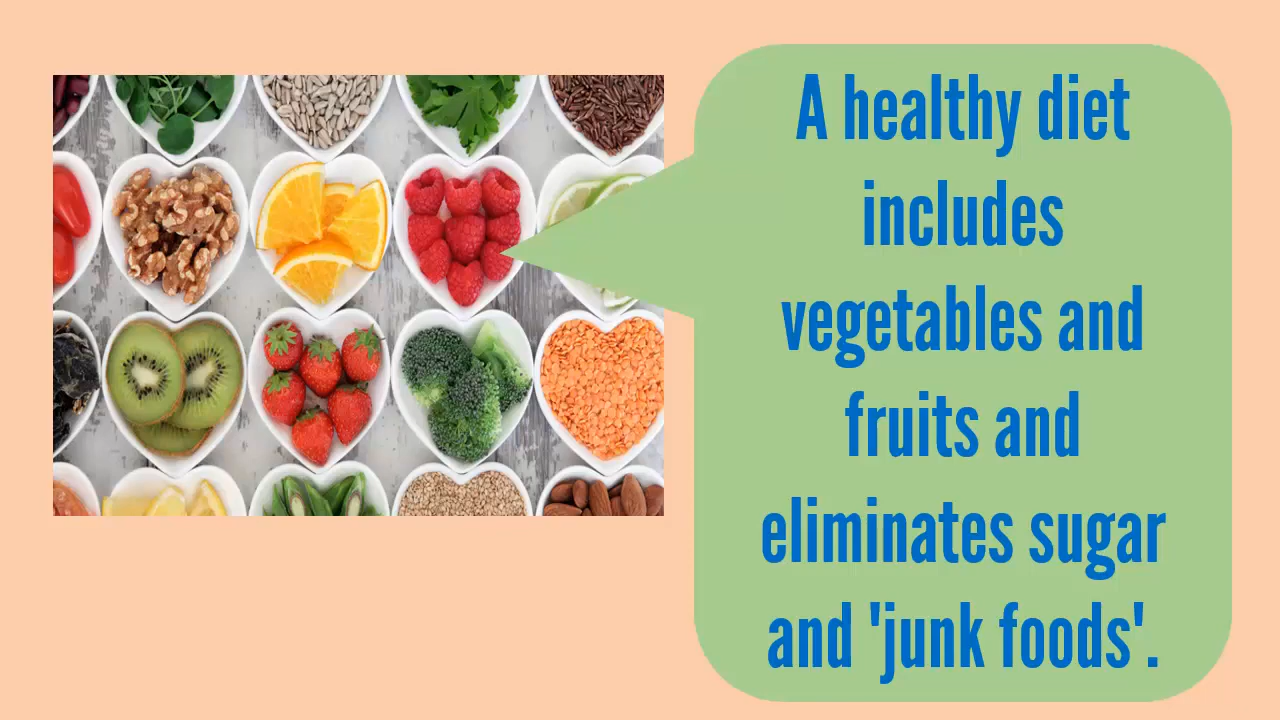 A healthy diet
includes
vegetables and
fruits and
eliminates sugar
and 'junk foods'.